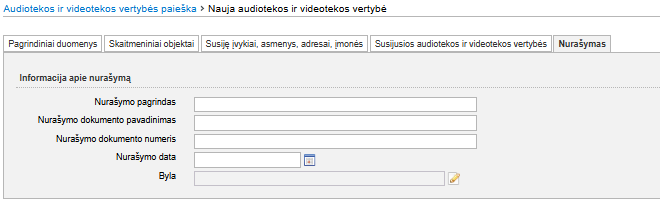 Audiotekos ir videotekos vertybės paieška > Nauja audiotekos ir videotekos vertybė
Pagrindiniai duomenys Skaitmeniniai objektai Susiję įvykiai, asmenys, adresai, įmonės Susijusios audiotekos ir videotekos vertybės Nurašymas
Informacija apie nurašymą
Nurašymo pagrindas
Nurašymo dokumento pavadinimas
Nurašymo dokumento numeris
Nurašymo data
Byla